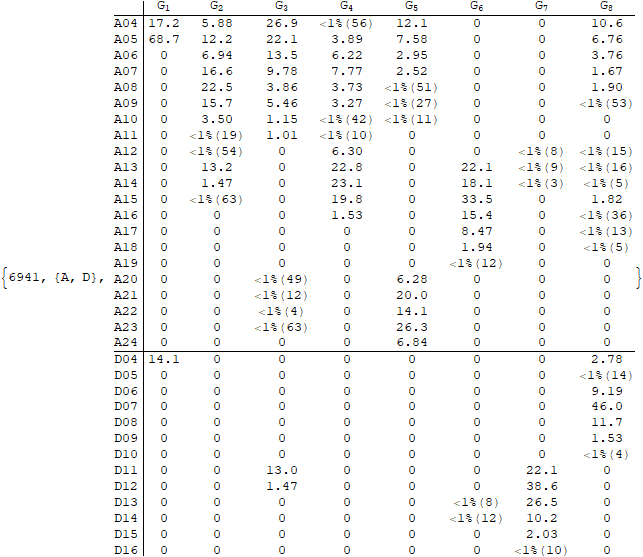 G1 G2 G3 G4 G5 G6 G7 G8
A04 17.2 5.88 26.9 <1%(56) 12.1 0 0 10.6
A05 68.7 12.2 22.1 3.89 7.58 0 0 6.76
A06 0 6.94 13.5 6.22 2.95 0 0 3.76
A07 0 16.6 9.78 7.77 2.52 0 0 1.67
A08 0 22.5 3.86 3.73 <1%(51) 0 0 1.90
A09 0 15.7 5.46 3.27 <1%(27) 0 0 <1%(53)
A10 0 3.50 1.15 <1%(42) <1%(11) 0 0 0
A11 0 <1%(19) 1.01 <1%(10) 0 0 0 0
A12 0 <1%(54) 0 6.30 0 0 <1%(8) <1%(15)
A13 0 13.2 0 22.8 0 22.1 <1%(9) <1%(16)
A14 0 1.47 0 23.1 0 18.1 <1%(3) <1%(5)
A15 0 <1%(63) 0 19.8 0 33.5 0 1.82
A16 0 0 0 1.53 0 15.4 0 <1%(36)
A17 0 0 0 0 0 8.47 0 <1%(13)
A18 0 0 0 0 0 1.94 0 <1%(5)
A19 0 0 0 0 0 <1%(12) 0 0
{6941, {A, D}, A20 0 0 <1%(49) 0 6.28 0 0 0 }
A21 0 0 <1%(12) 0 20.0 0 0 0
A22 0 0 <1%(4) 0 14.1 0 0 0
A23 0 0 <1%(63) 0 26.3 0 0 0
A24 0 0 0 0 6.84 0 0 0
D04 14.1 0 0 0 0 0 0 2.78
D05 0 0 0 0 0 0 0 <1%(14)
D06 0 0 0 0 0 0 0 9.19
D07 0 0 0 0 0 0 0 46.0
D08 0 0 0 0 0 0 0 11.7
D09 0 0 0 0 0 0 0 1.53
D10 0 0 0 0 0 0 0 <1%(4)
D11 0 0 13.0 0 0 0 22.1 0
D12 0 0 1.47 0 0 0 38.6 0
D13 0 0 0 0 0 <1%(8) 26.5 0
D14 0 0 0 0 0 <1%(12) 10.2 0
D15 0 0 0 0 0 0 2.03 0
D16 0 0 0 0 0 0 <1%(10) 0